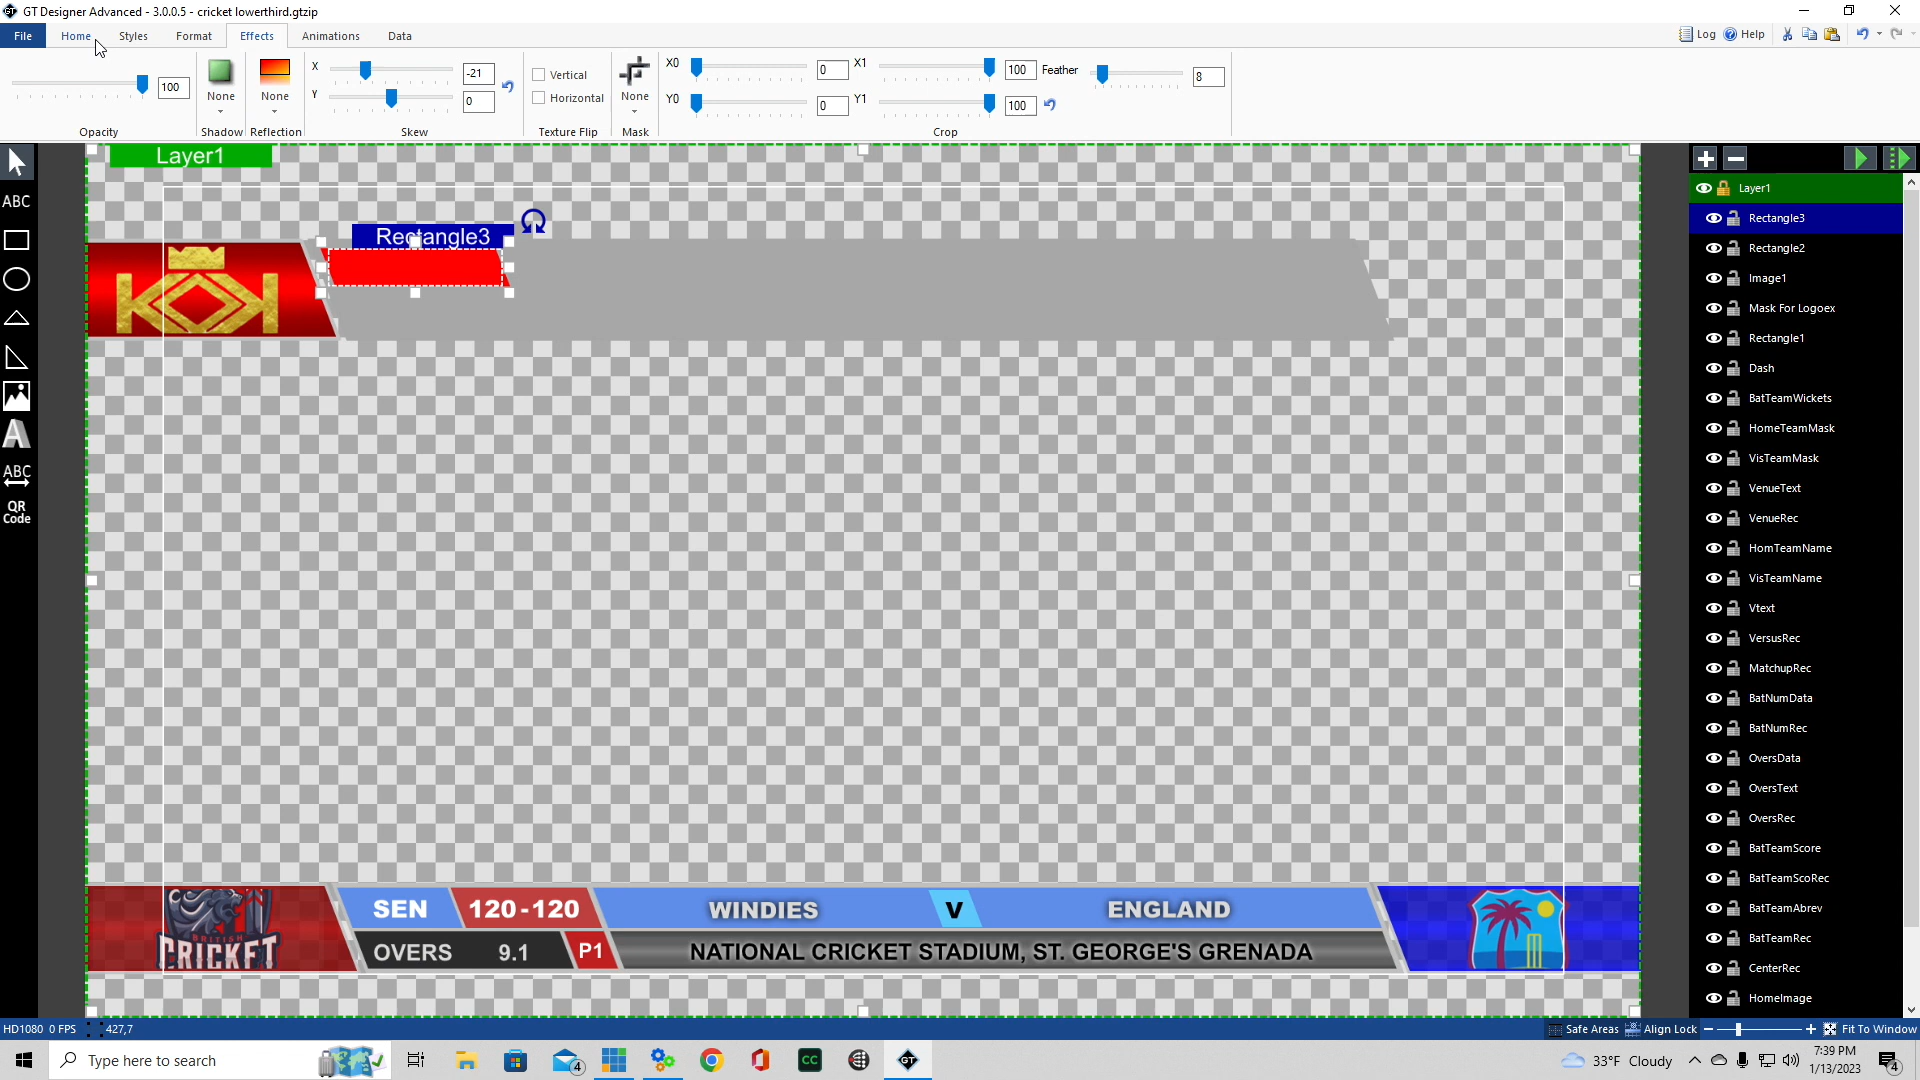 GT Designer Advanced - 3.0.0.5 - cricket lowerthird.gtzip
File Home Styles Format Effects Animations Data Log Help
100 None None X -21 Y 0 Vertical Horizontal None X0 0 X1 100 Feather 8
Y0 0 Y1 100
Opacity Shadow Reflection Skew Texture Flip Mask Crop
ABC
ABC
QR
Code
Layer1
Rectangle3
KK
BRITISH
CRICKET
SEN 120-120 WINDIES V ENGLAND
OVERS 9.1 P1 NATIONAL CRICKET STADIUM, ST. GEORGE'S GRENADA
Layer1
Rectangle3
Rectangle2
Image1
Mask For Logoex
Rectangle1
Dash
BatTeamWickets
HomeTeamMask
VisTeamMask
VenueText
VenueRec
HomTeamName
VisTeamName
Vtext
VersusRec
MatchupRec
BatNumData
BatNumRec
OversData
OversText
OversRec
BatTeamScore
BatTeamScoRec
BatTeamAbrev
BatTeamRec
CenterRec
HomeImage
HD1080 0 FPS 427,7 Safe Areas Align Lock Fit To Window
Type here to search 4 CC GT 33°F Cloudy 7:39 PM
1/13/2023 4